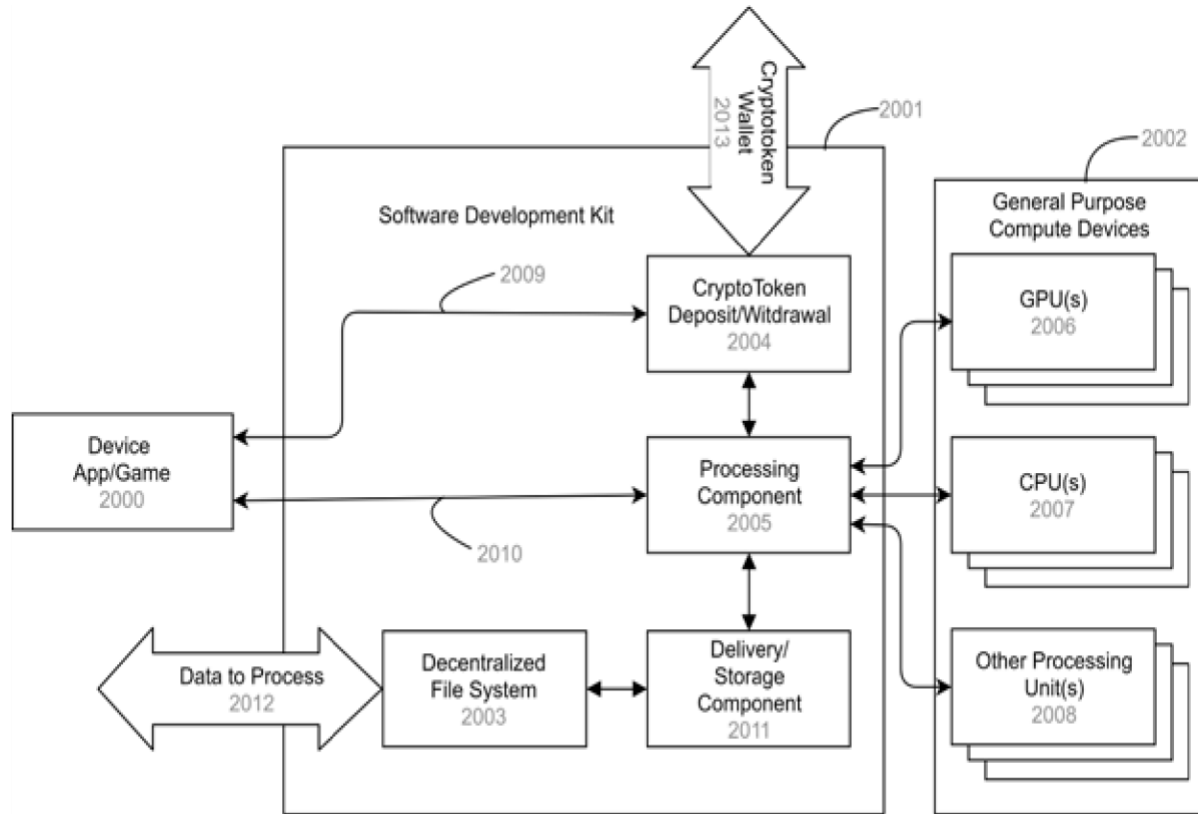 Cryptotoken
Wallet
2013
2001
2002
Software Development Kit
General Purpose
Compute Devices
2009
CryptoToken
Deposit/Witdrawal
2004
GPU(s)
2006
Device
App/Game
2000
Processing
Component
2005
CPU(s)
2007
2010
Data to Process
2012
Decentralized
File System
2003
Delivery/
Storage
Component
2011
Other Processing
Unit(s)
2008